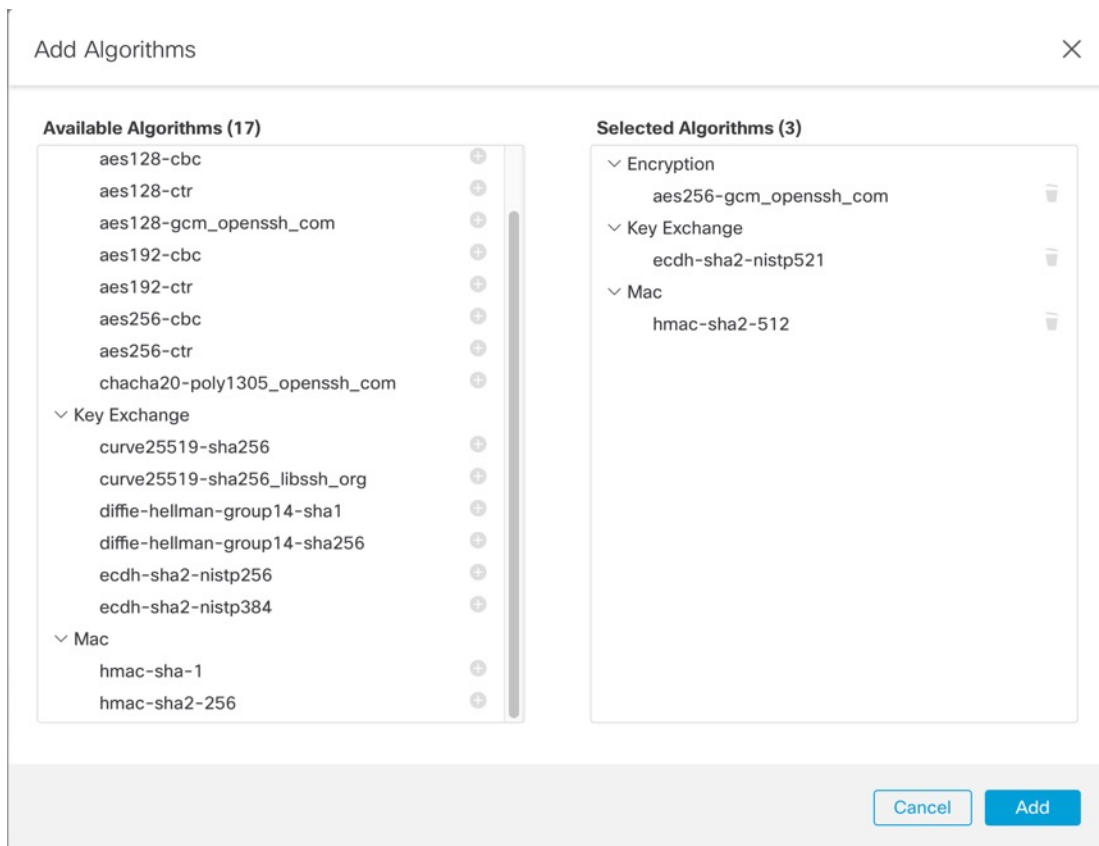 Add Algorithms
Available Algorithms (17)
aes128-cbc
aes128-ctr
aes128-gcm_openssh_com
aes192-cbc
aes192-ctr
aes256-cbc
aes256-ctr
chacha20-poly1305_openssh_com
Key Exchange
curve25519-sha256
curve25519-sha256_libssh_org
diffie-hellman-group14-sha1
diffie-hellman-group14-sha256
ecdh-sha2-nistp256
ecdh-sha2-nistp384
Mac
hmac-sha-1
hmac-sha2-256
Selected Algorithms (3)
Encryption
aes256-gcm_openssh_com
Key Exchange
ecdh-sha2-nistp521
Mac
hmac-sha2-512
Cancel
Add